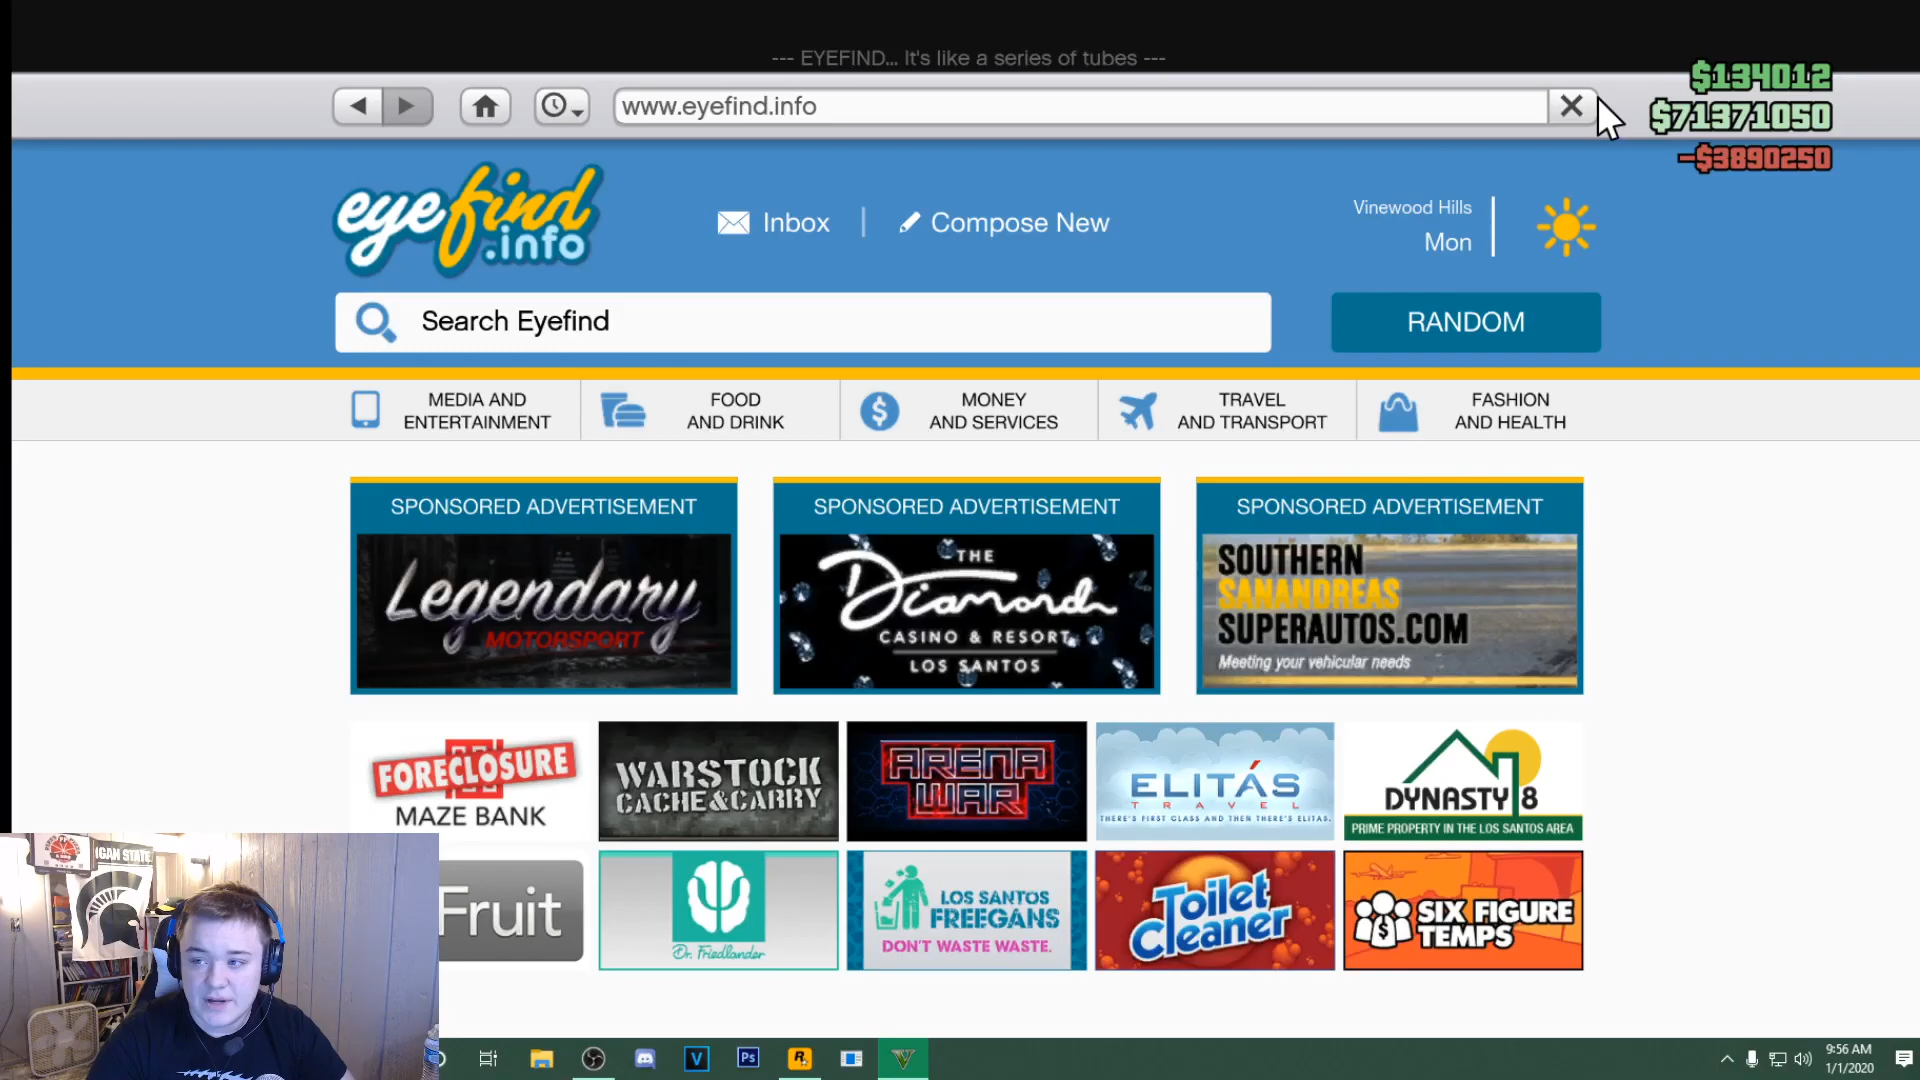 --- EYEFIND... It's like a series of tubes ---
www.eyefind.info
$134012
$71371050
-$3890250
eyefind
.info
Inbox
Compose New
Vinewood Hills
Mon
Search Eyefind
RANDOM
MEDIA AND
ENTERTAINMENT
FOOD
AND DRINK
MONEY
AND SERVICES
TRAVEL
AND TRANSPORT
FASHION
AND HEALTH
SPONSORED ADVERTISEMENT
Legendary
MOTORSPORT
SPONSORED ADVERTISEMENT
THE
Diamond
CASINO & RESORT
LOS SANTOS
SPONSORED ADVERTISEMENT
SOUTHERN
SANANDREAS
SUPERAUTOS.COM
Meeting your vehicular needs
FORECLOSURE
MAZE BANK
WARSTOCK
CACHE&CARRY
ARENA
WAR
ELITÁS
TRAVEL
THERE'S FIRST CLASS AND THEN THERE'S ELITAS.
DYNASTY 8
PRIME PROPERTY IN THE LOS SANTOS AREA
Fruit
Dr. Friedlander
LOS SANTOS
FREEGANS
DON'T WASTE WASTE.
Toilet
Cleaner
SIX FIGURE
TEMPS
IGAN STATE
V
Ps
R
9:56 AM
1/1/2020